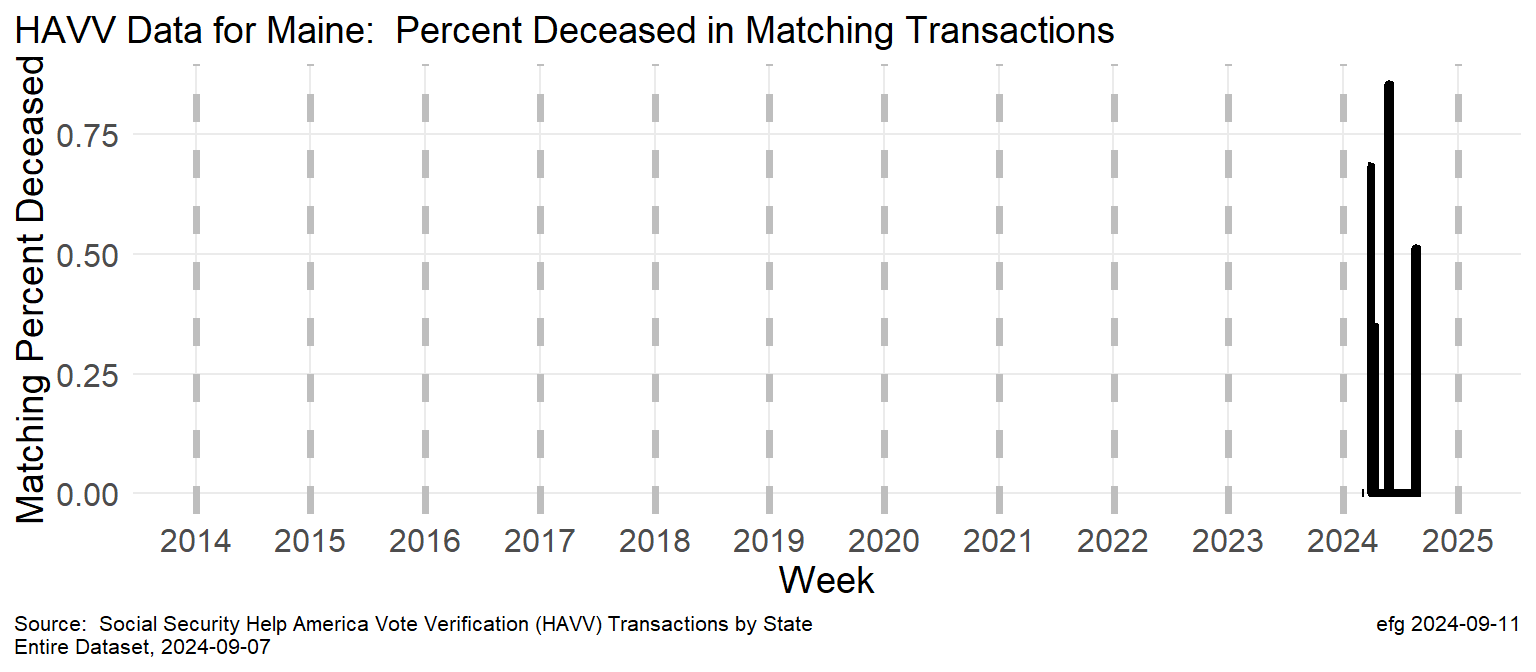 HAVV Data for Maine:  Percent Deceased in Matching Transactions
Matching Percent Deceased
0.75
0.50
0.25
0.00
2014 2015 2016 2017 2018 2019 2020 2021 2022 2023 2024 2025
Week
Source:  Social Security Help America Vote Verification (HAVV) Transactions by State
Entire Dataset, 2024-09-07
efg 2024-09-11